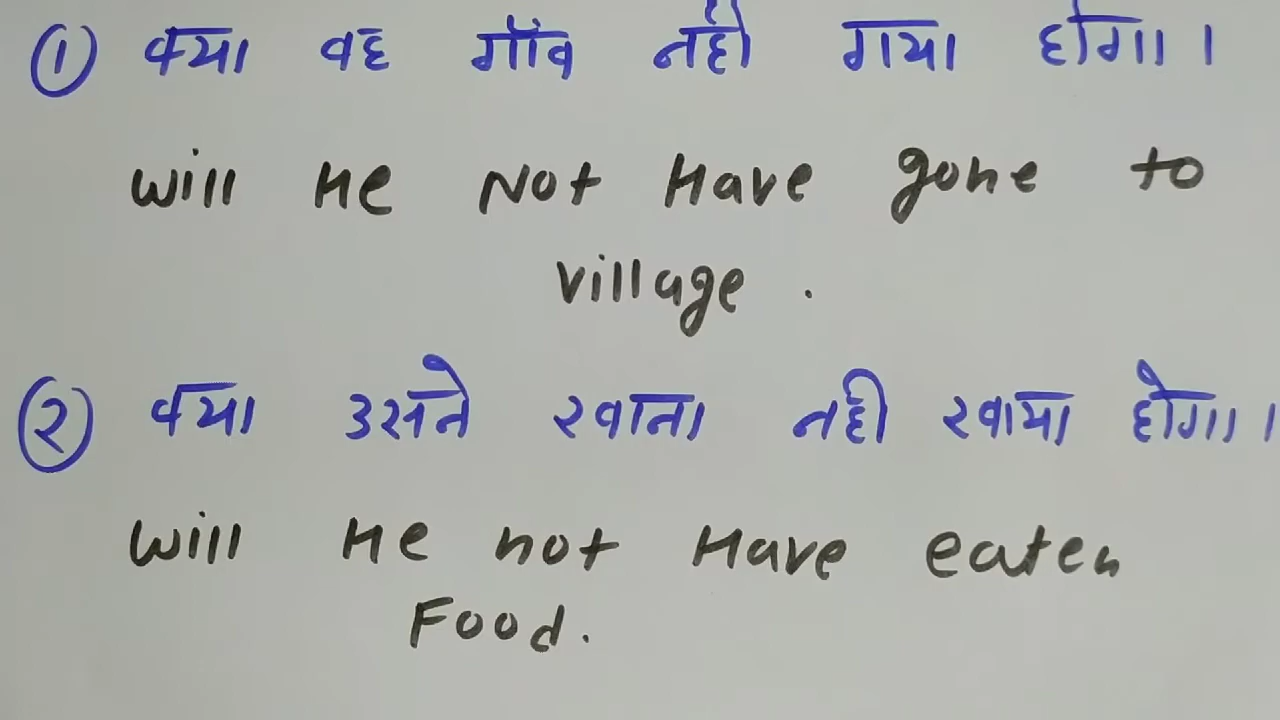 ① क्या वह गाँव नही गया होगा।
will He Not Have gone to
village .
② क्या उसने खाना नही खाया होगा।
will He not Have eaten
Food.